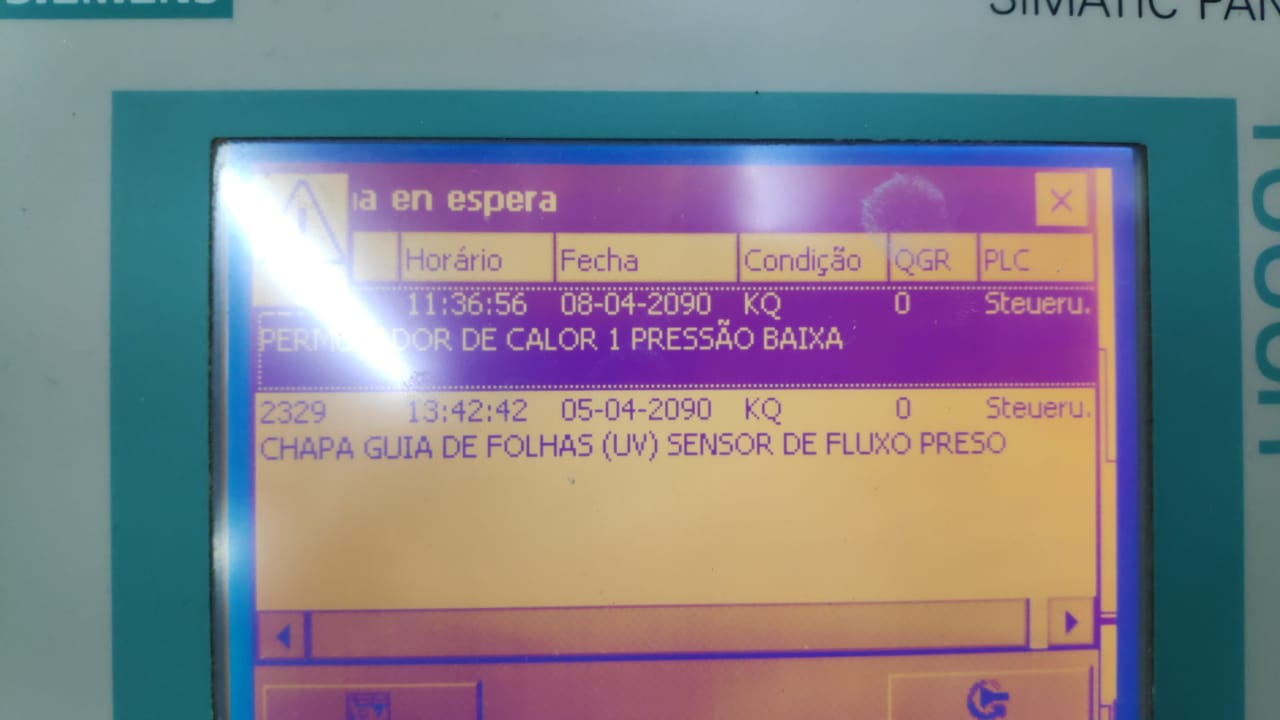 SIEMENS
SIMATIC PAN
TOUCH
en espera
Horário Fecha Condição QGR PLC
11:36:56 08-04-2090 KQ 0 Steueru.
DE CALOR 1 PRESSÃO BAIXA
2329 13:42:42 05-04-2090 KQ 0 Steueru.
CHAPA GUIA DE FOLHAS (UV) SENSOR DE FLUXO PRESO